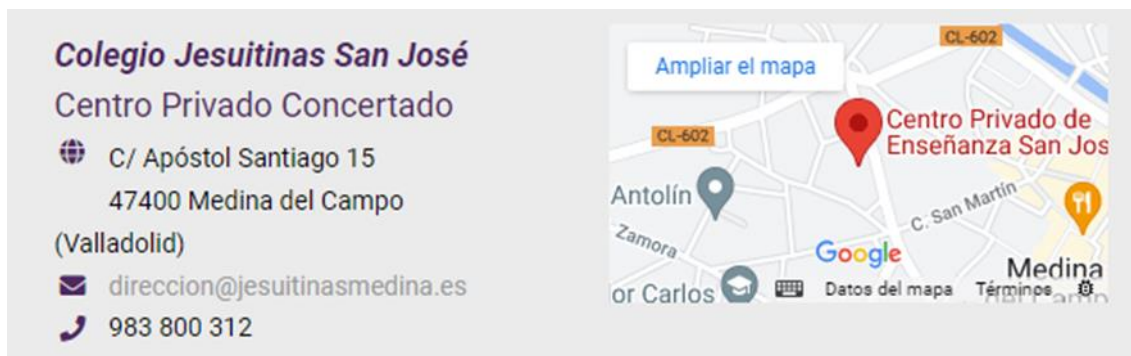 Colegio Jesuitinas San José
Centro Privado Concertado
C/ Apóstol Santiago 15
47400 Medina del Campo
(Valladolid)
direccion@jesuitinasmedina.es
983 800 312
Ampliar el mapa
CL-602
CL-602
Centro Privado de
Enseñanza San Jos
Antolín
C. San Martín
Zamora
Google
Medina
or Carlos
Datos del mapa
Términos